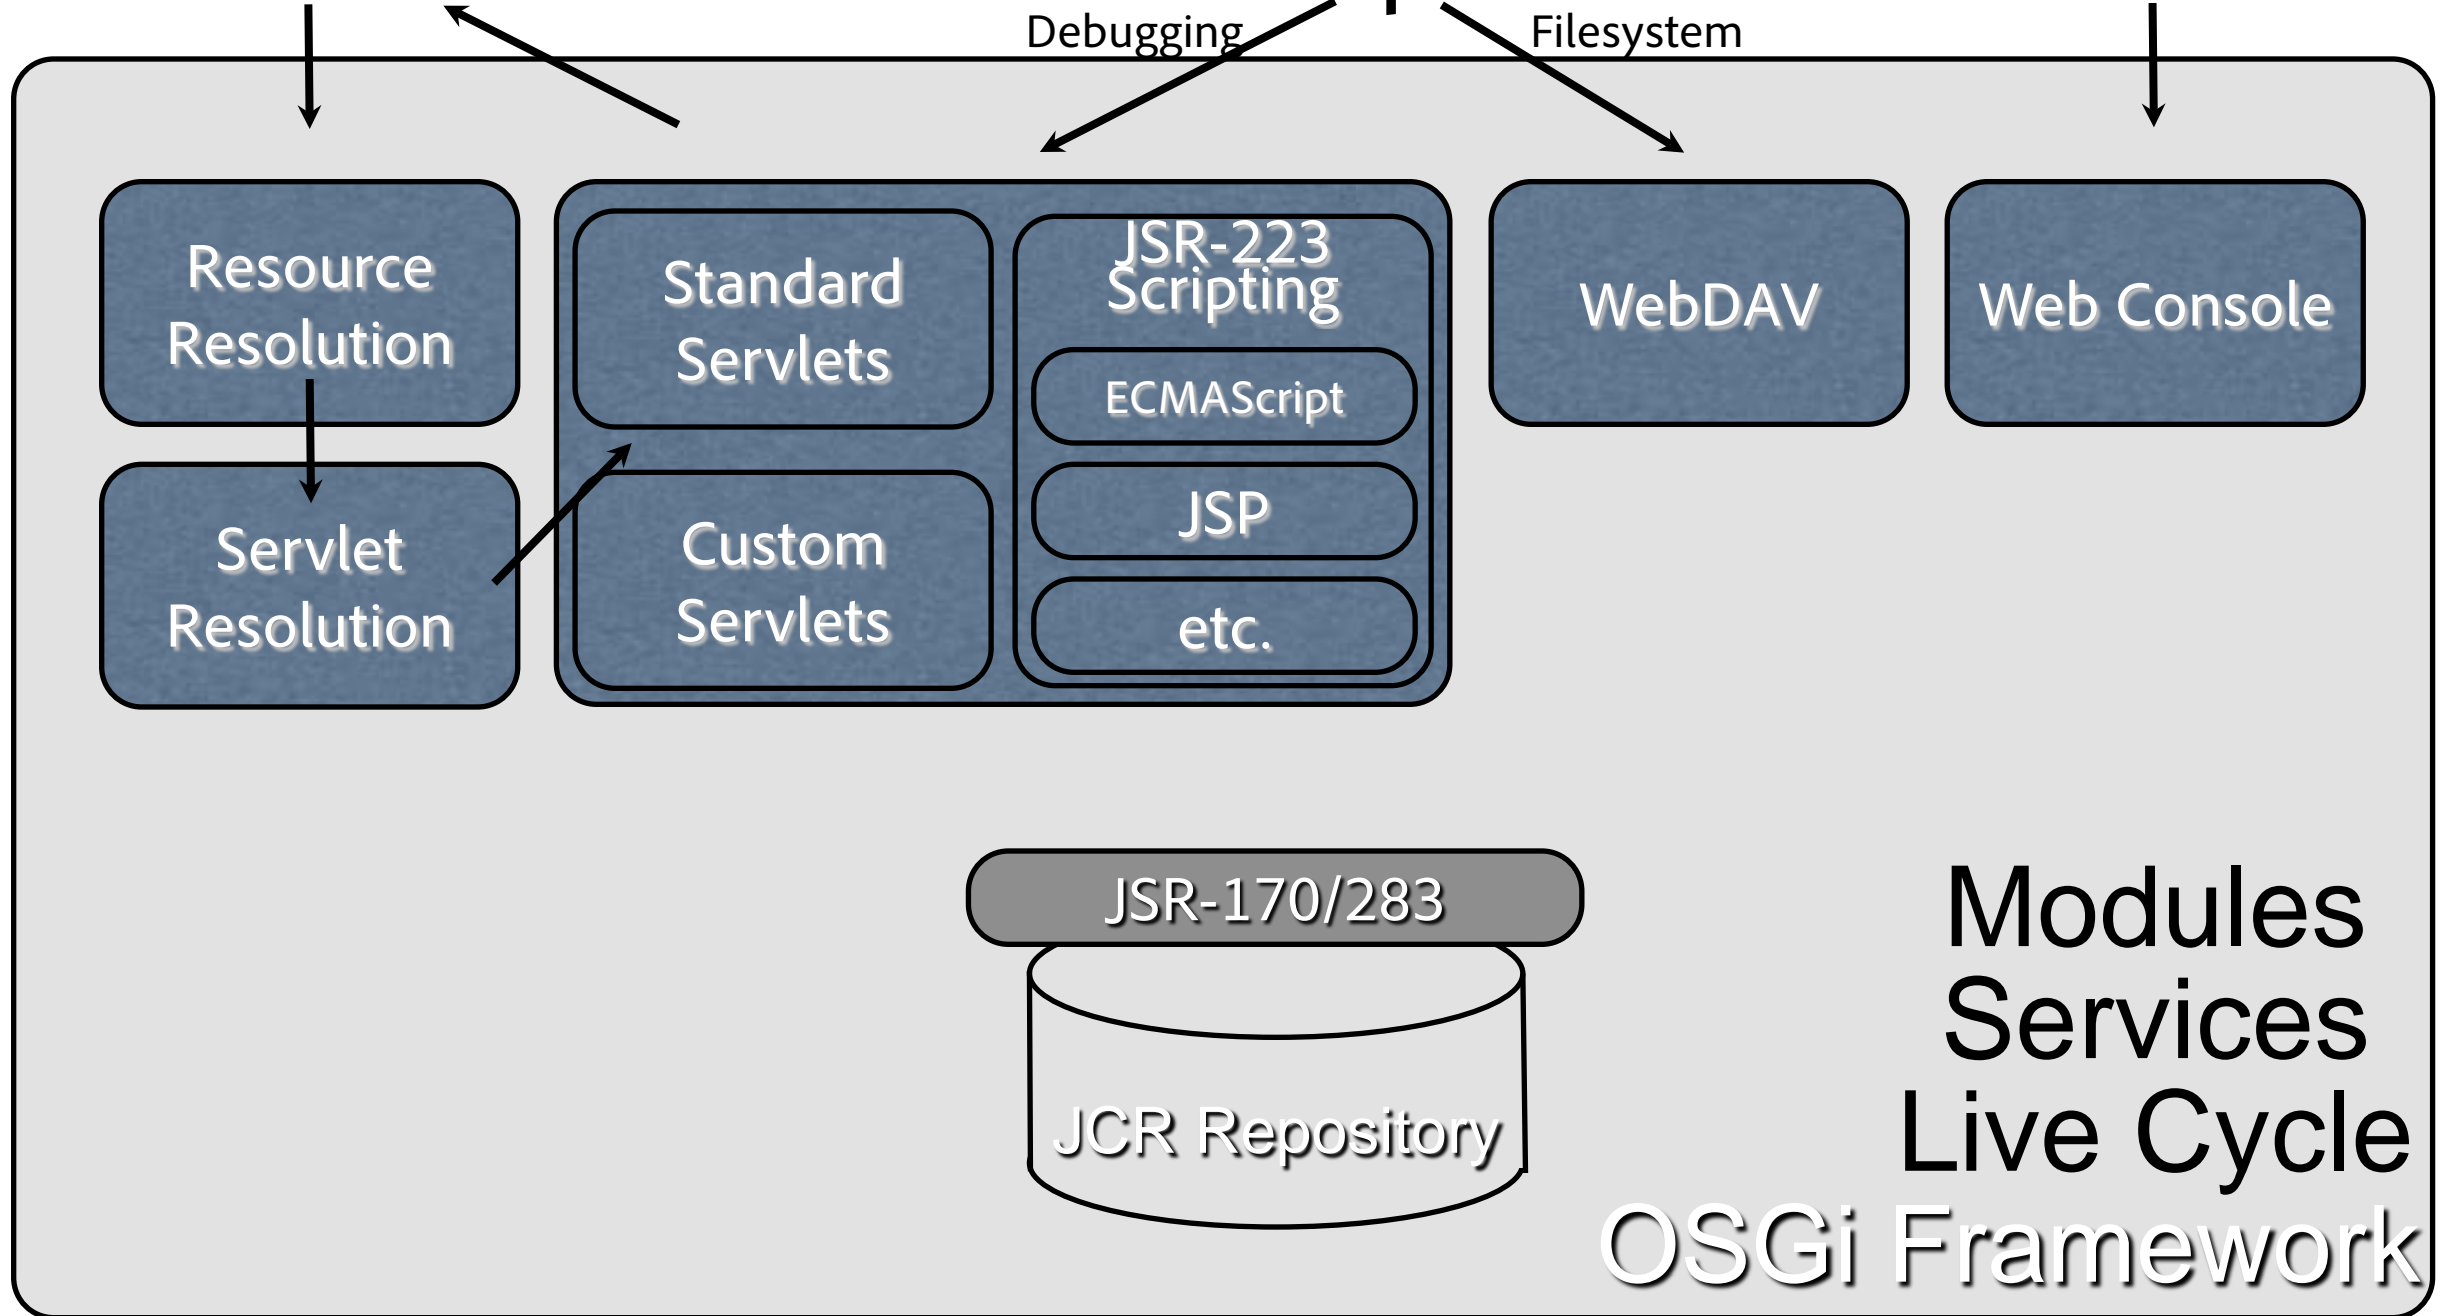 Debugging
Filesystem
Resource
Resolution
Servlet
Resolution
Standard
Servlets
Custom
Servlets
JSR-223
Scripting
ECMAScript
JSP
etc.
WebDAV
Web Console
JSR-170/283
JCR Repository
Modules
Services
Live Cycle
OSGi Framework